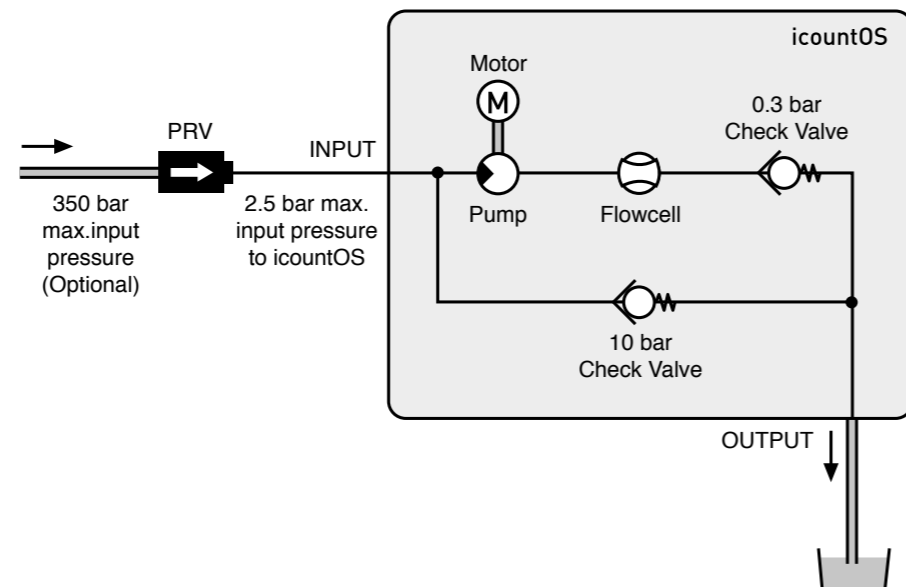 icountOS
Motor
M
0.3 bar
Check Valve
PRV
INPUT
350 bar
max.input
pressure
(Optional)
2.5 bar max.
input pressure
to icountOS
Pump
Flowcell
10 bar
Check Valve
OUTPUT